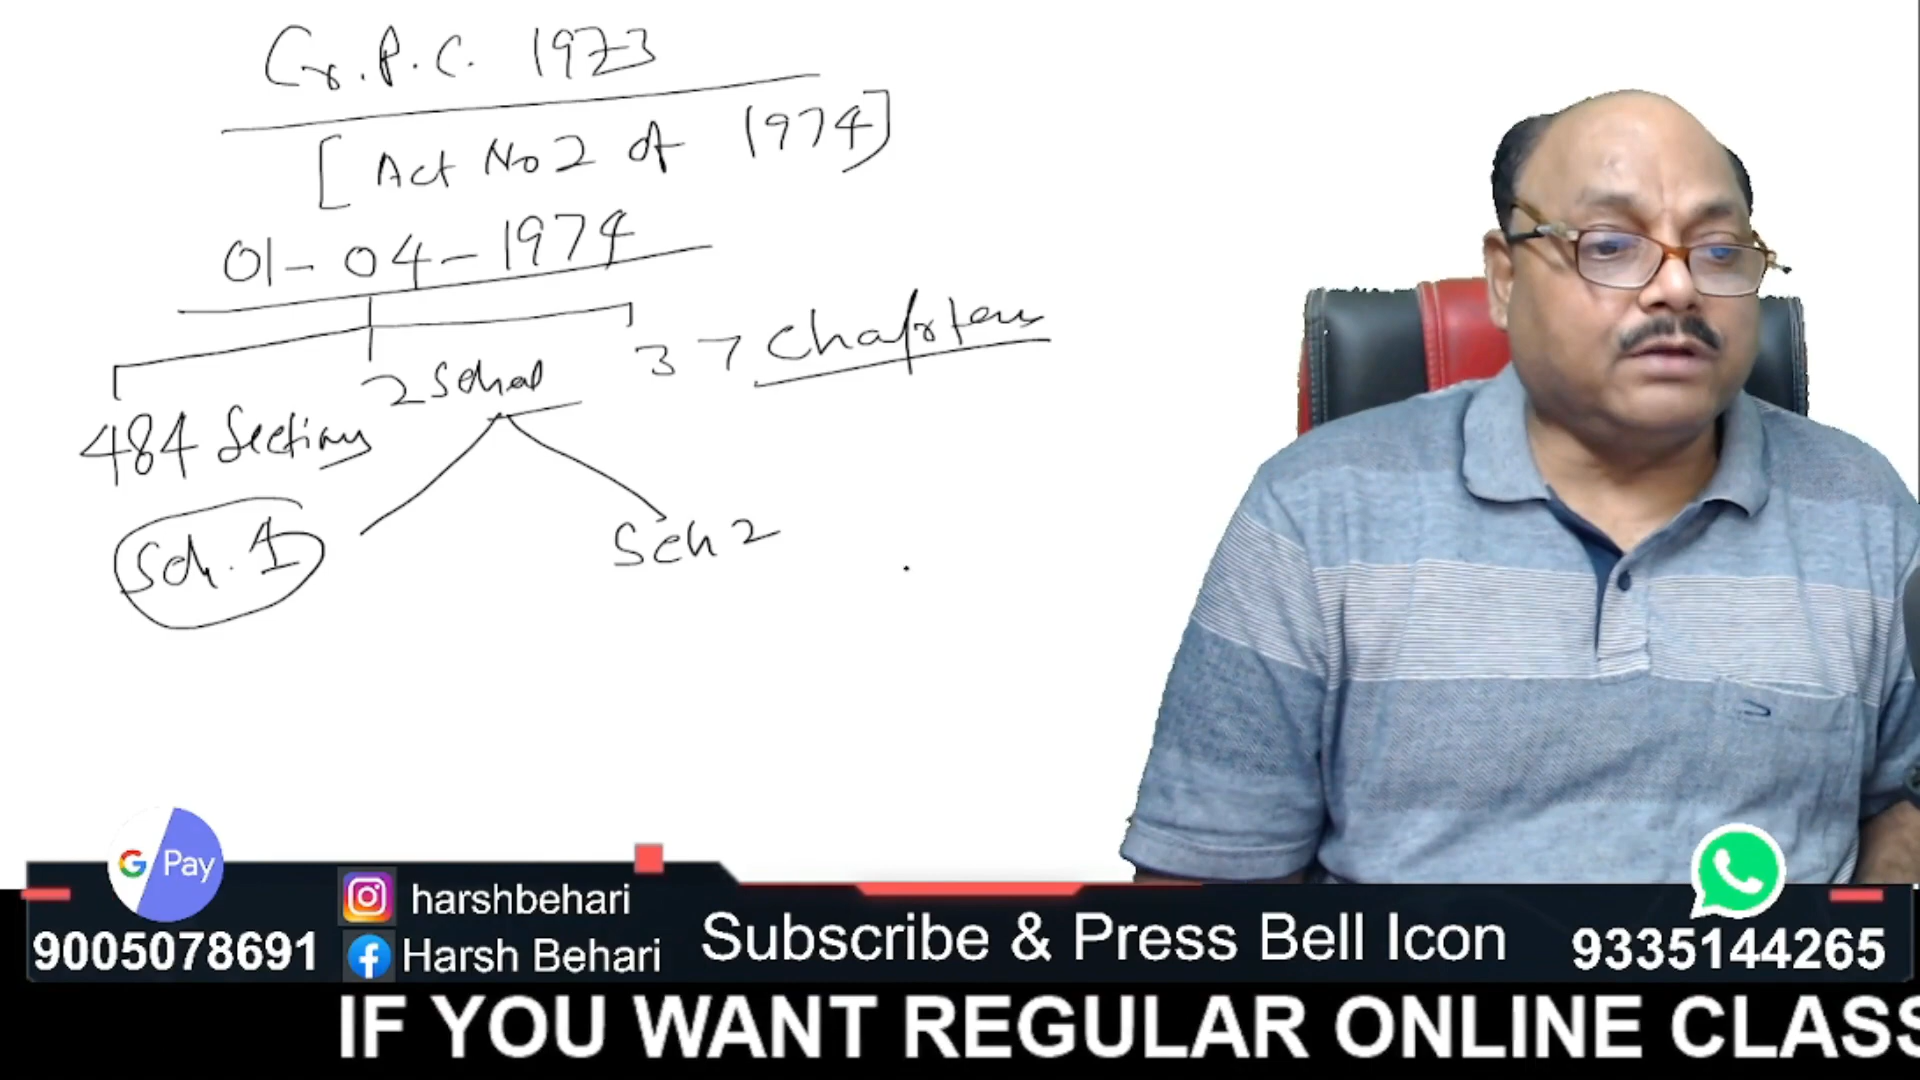 Cr. P. C. 1973
[Act No 2 of 1974]
01-04-1974
37 Chapters
2 Sched
484 Sections
Sch. 1
Sch 2
G Pay
9005078691
harshbehari
Harsh Behari
Subscribe & Press Bell Icon
9335144265
IF YOU WANT REGULAR ONLINE CLASS